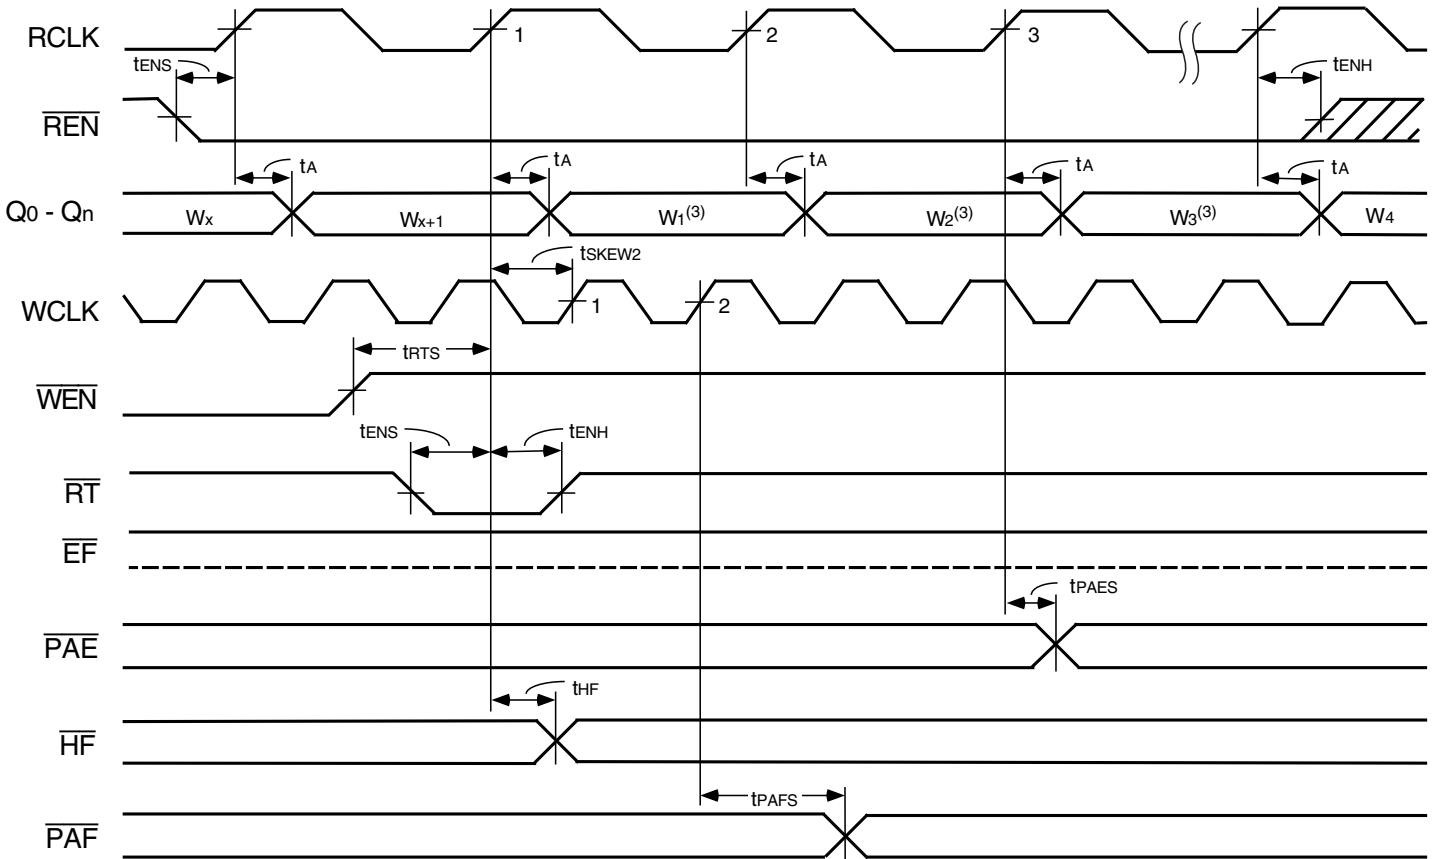 RCLK
1
2
3
tENS
tENH
REN
tA
tA
tA
tA
tA
Q0 - Qn
Wx
Wx+1
W1(3)
W2(3)
W3(3)
W4
tSKEW2
WCLK
1
2
tRTS
WEN
tENS
tENH
RT
EF
tPAES
PAE
tHF
HF
tPAFS
PAF